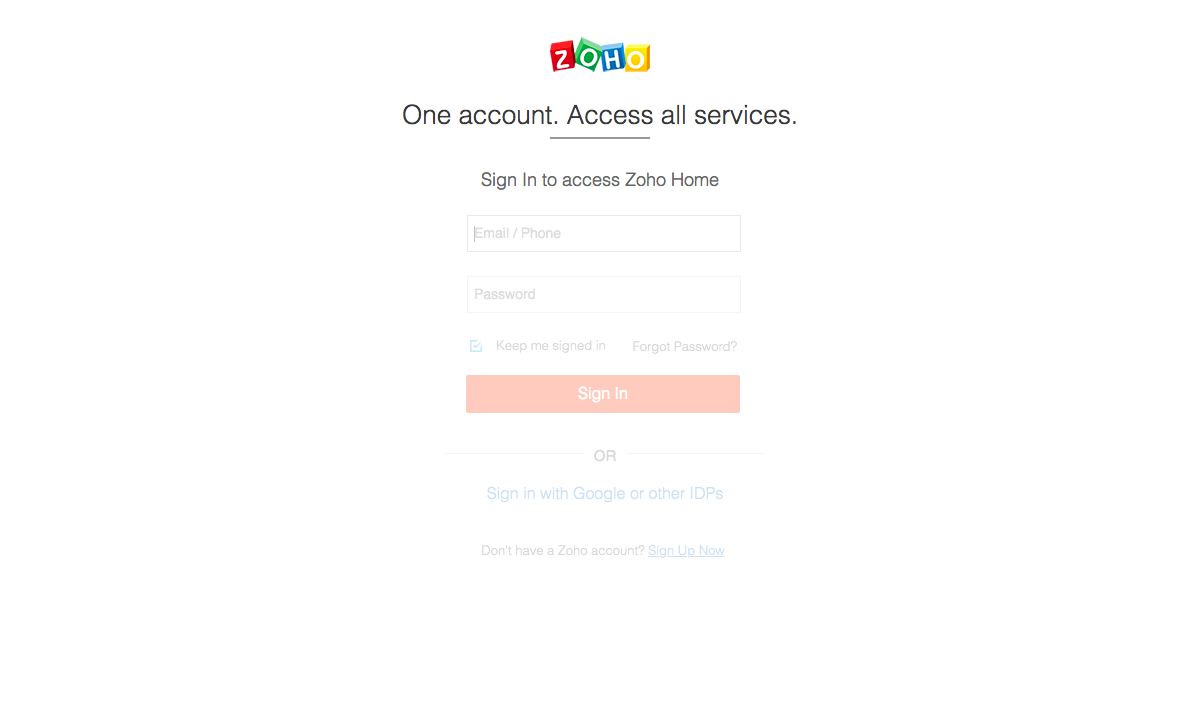 ZOHO
One account. Access all services.
Sign In to access Zoho Home
Email / Phone
Password
Keep me signed in Forgot Password?
Sign In
OR
Sign in with Google or other IDPs
Don't have a Zoho account? Sign Up Now